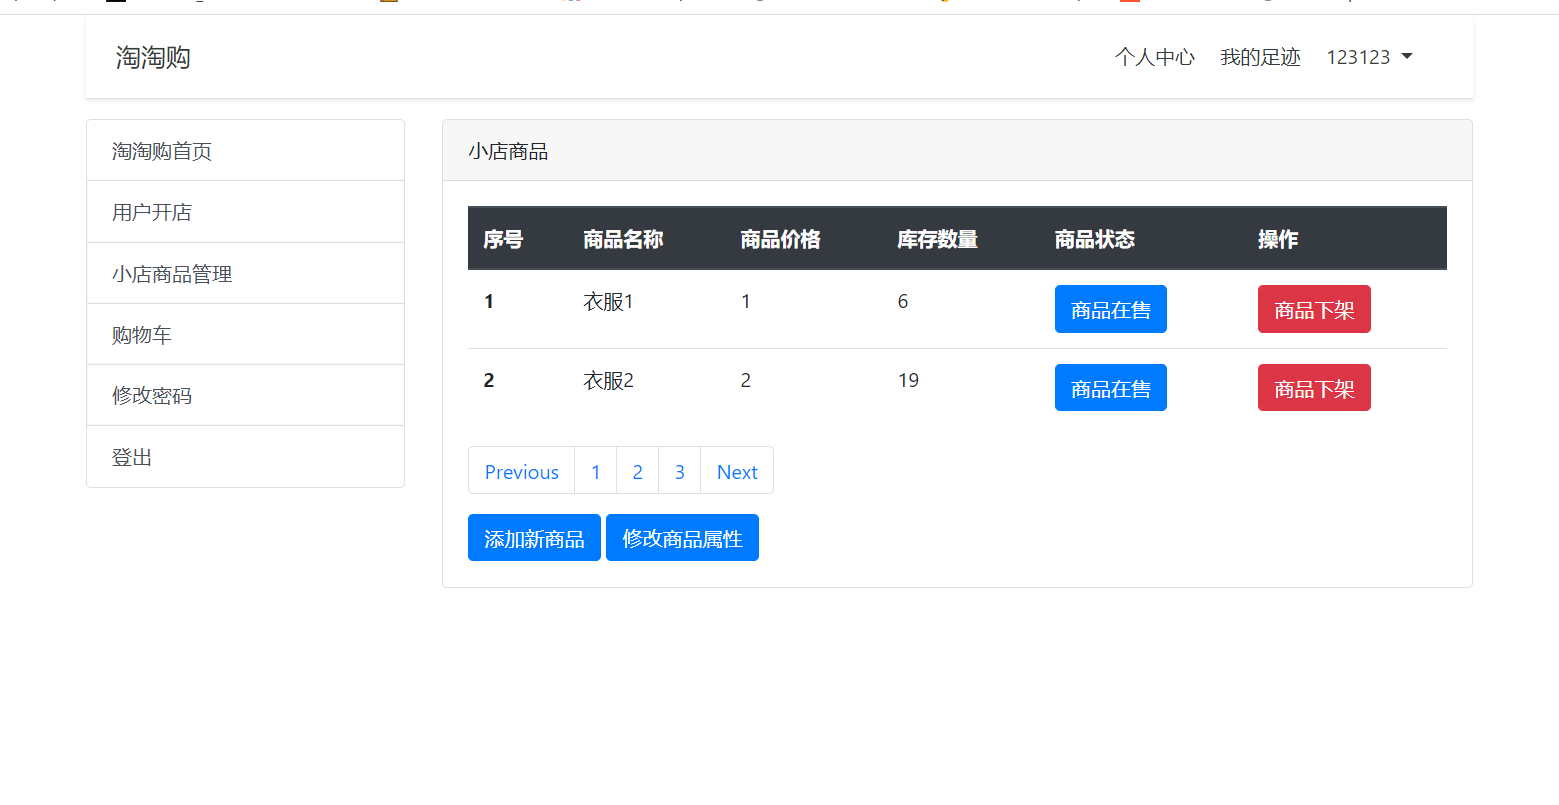 淘淘购
个人中心 我的足迹 123123
淘淘购首页
用户开店
小店商品管理
购物车
修改密码
登出
小店商品
序号 商品名称 商品价格 库存数量 商品状态 操作
1 衣服1 1 6 商品在售 商品下架
2 衣服2 2 19 商品在售 商品下架
Previous 1 2 3 Next
添加新商品 修改商品属性